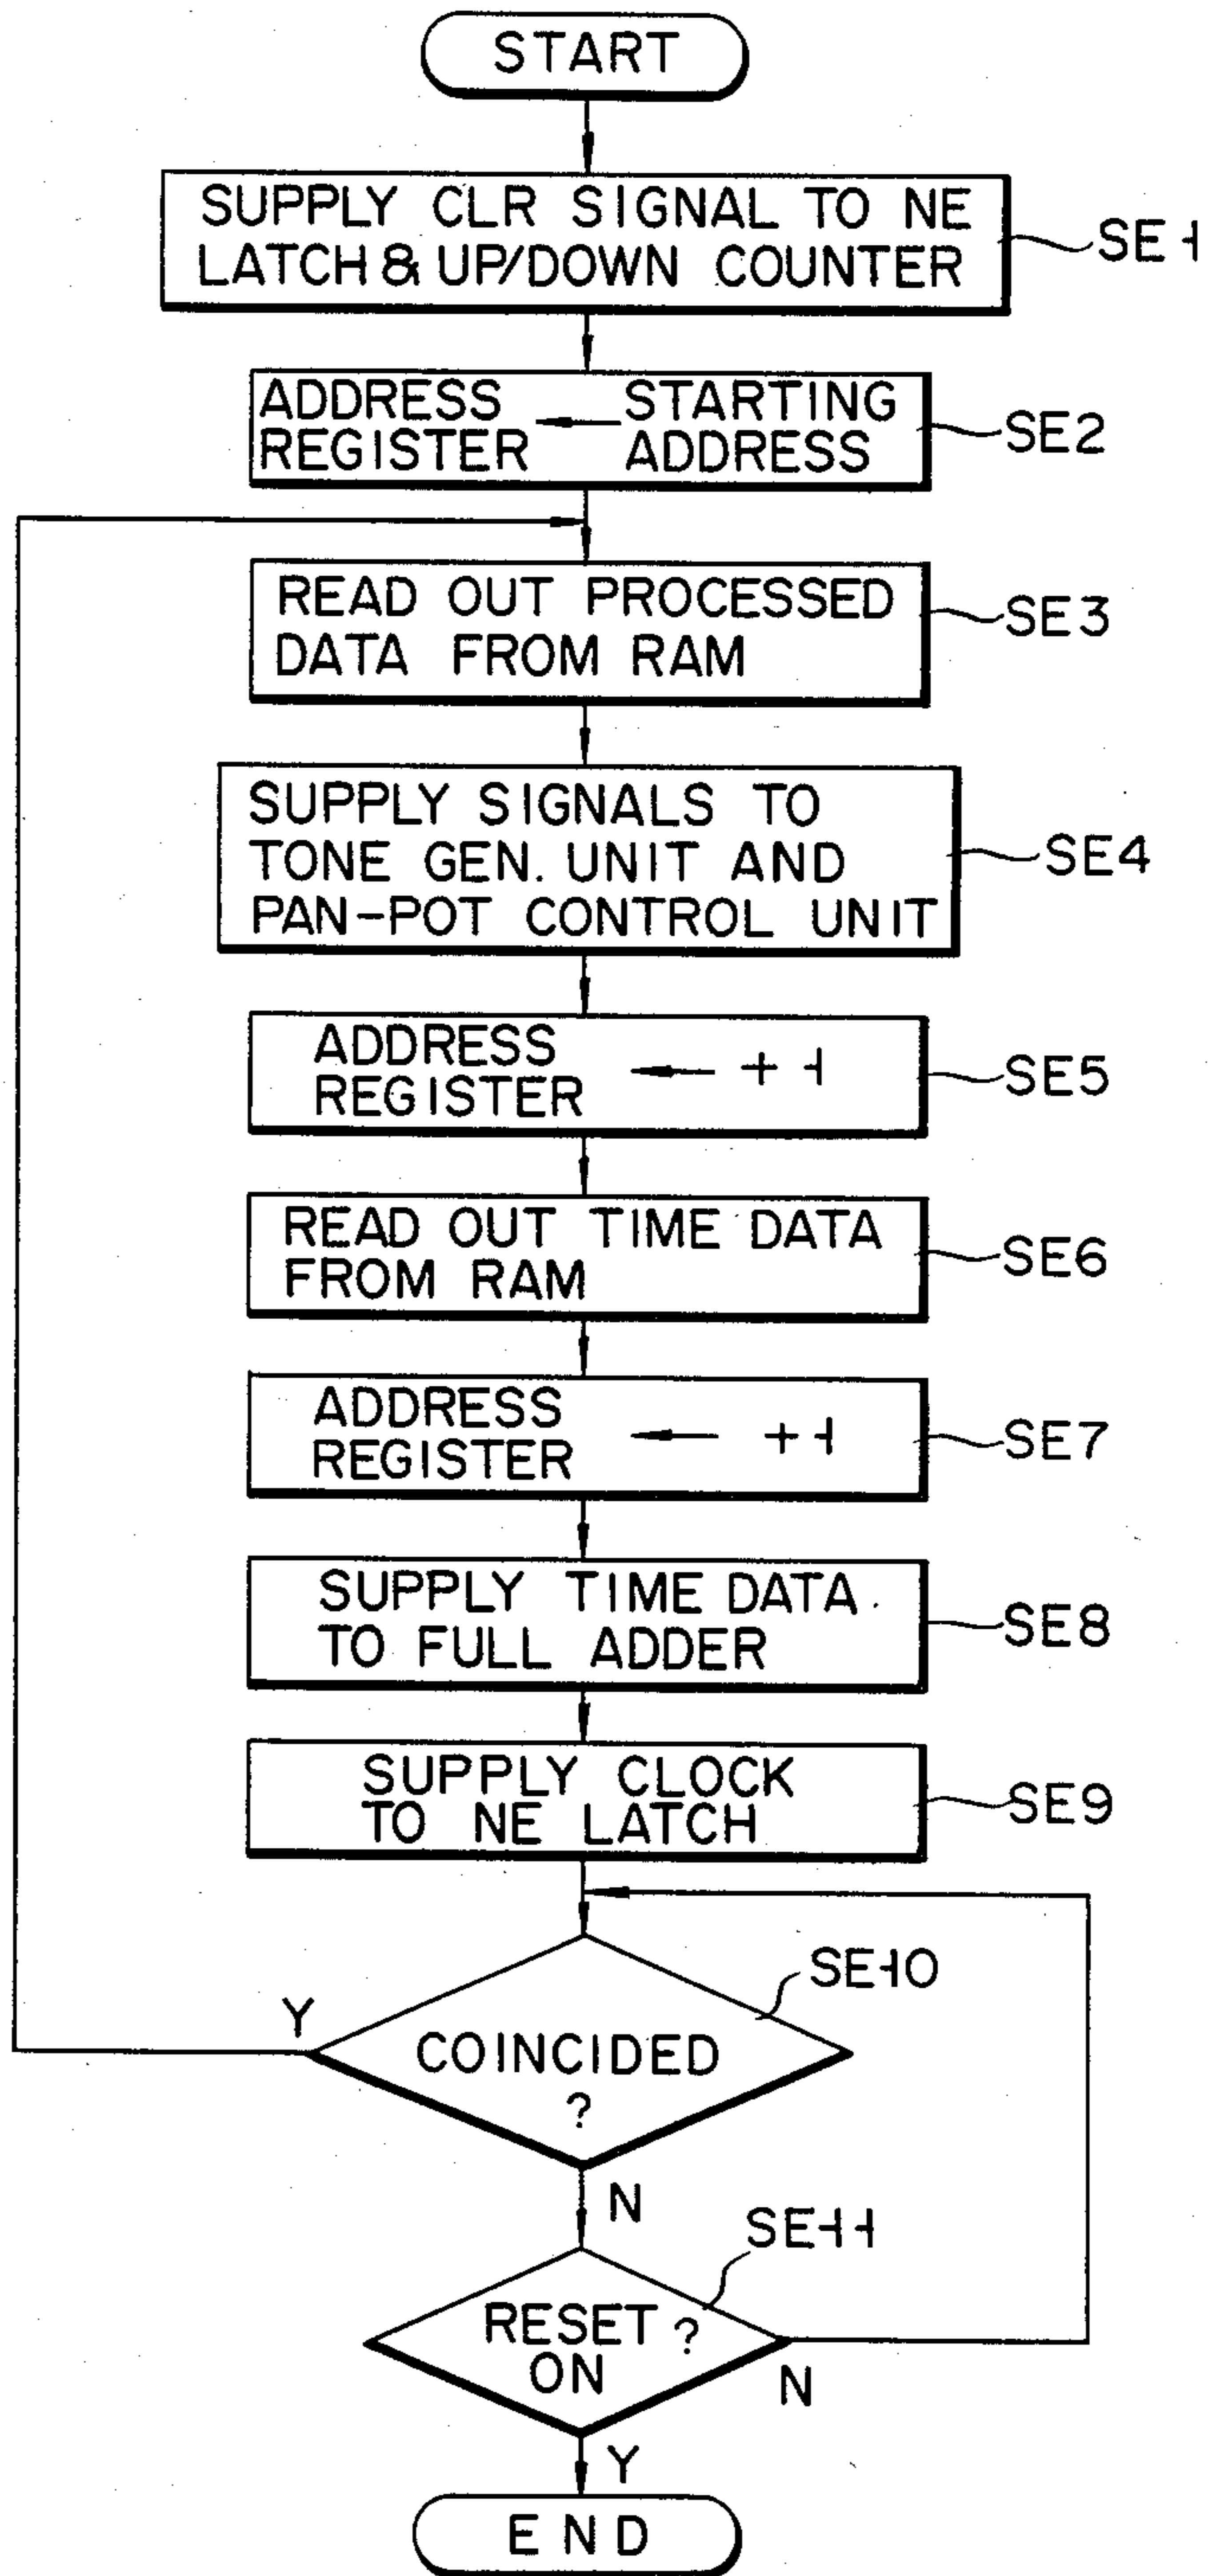 START
SUPPLY CLR SIGNAL TO NE
LATCH & UP/DOWN COUNTER
SE1
ADDRESS REGISTER ← STARTING ADDRESS
SE2
READ OUT PROCESSED
DATA FROM RAM
SE3
SUPPLY SIGNALS TO
TONE GEN. UNIT AND
PAN-POT CONTROL UNIT
SE4
ADDRESS
REGISTER ← +1
SE5
READ OUT TIME DATA
FROM RAM
SE6
ADDRESS
REGISTER ← +1
SE7
SUPPLY TIME DATA
TO FULL ADDER
SE8
SUPPLY CLOCK
TO NE LATCH
SE9
SE10
Y
COINCIDED
?
N
SE11
RESET ?
ON
N
Y
END